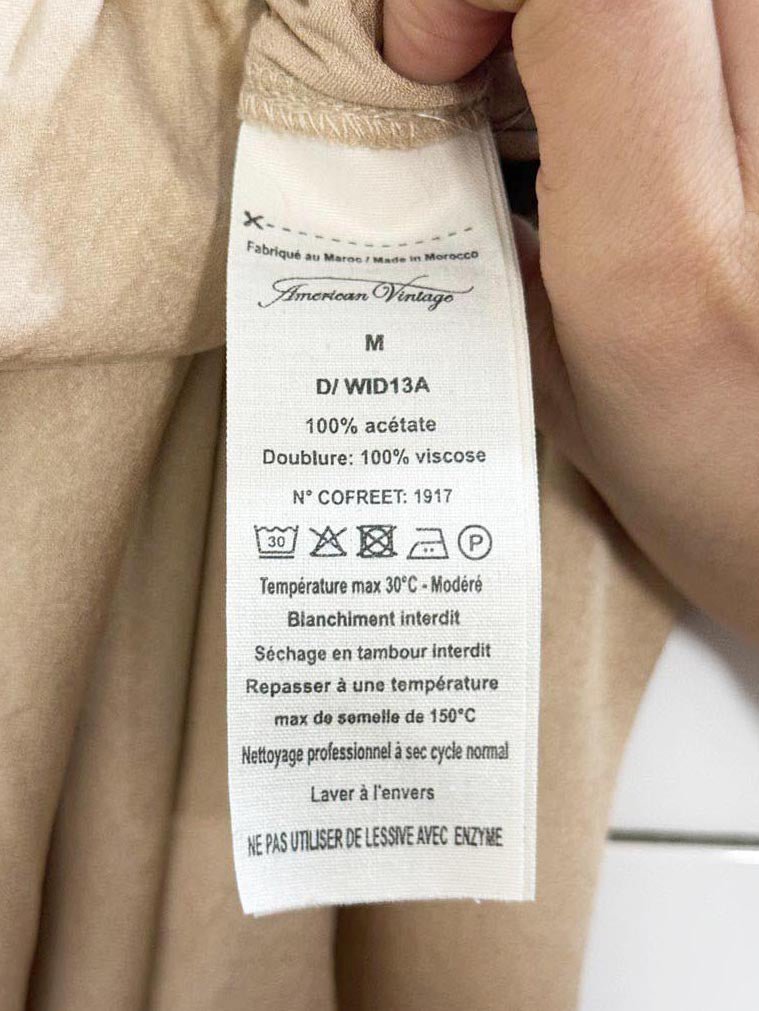 Fabriqué au Maroc / Made in Morocco
American Vintage
M
D/ WID13A
100% acétate
Doublure: 100% viscose
N° COFREET: 1917
30 P
Température max 30°C - Modéré
Blanchiment interdit
Séchage en tambour interdit
Repasser à une température
max de semelle de 150°C
Nettoyage professionnel à sec cycle normal
Laver à l'envers
NE PAS UTILISER DE LESSIVE AVEC ENZYME